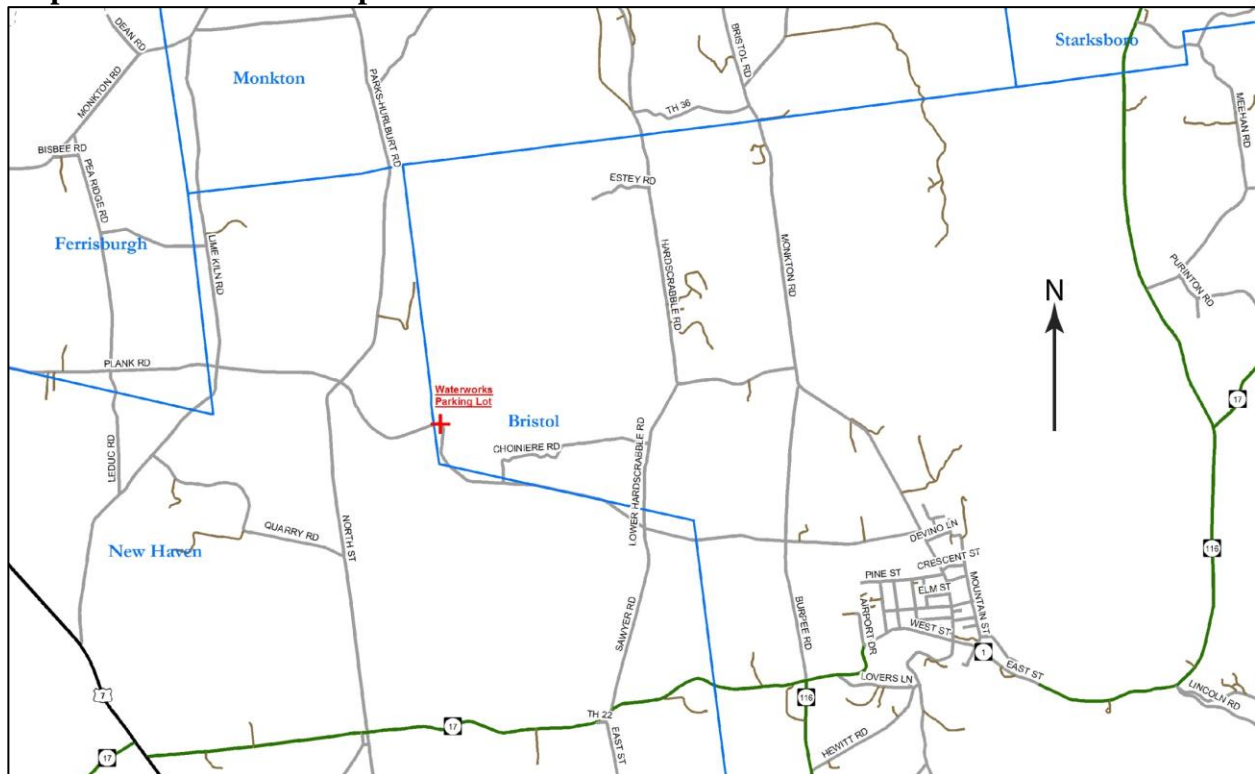 DEAN RD
MONKTON RD
BISBEE RD
PEA RIDGE RD
Ferrisburgh
Monkton
PARKS-HURLBURT RD
LIME KILN RD
BRISTOL RD
TH 36
ESTEY RD
HARDSCRABBLE RD
MONKTON RD
Starksboro
MEEHAN RD
PURINTON RD
N
PLANK RD
Waterworks
Parking Lot
Bristol
CHOINIERE RD
LOWER HARDSCRABBLE RD
LEDUC RD
QUARRY RD
NORTH ST
New Haven
17
116
DEVINO LN
CRESCENT ST
PINE ST
ELM ST
MOUNTAIN ST
AIRPORT DR
WEST ST
1
EAST ST
LINCOLN RD
BURPEE RD
SAWYER RD
LOVERS LN
116
HEWITT RD
TH 22
EAST ST
7
17
17